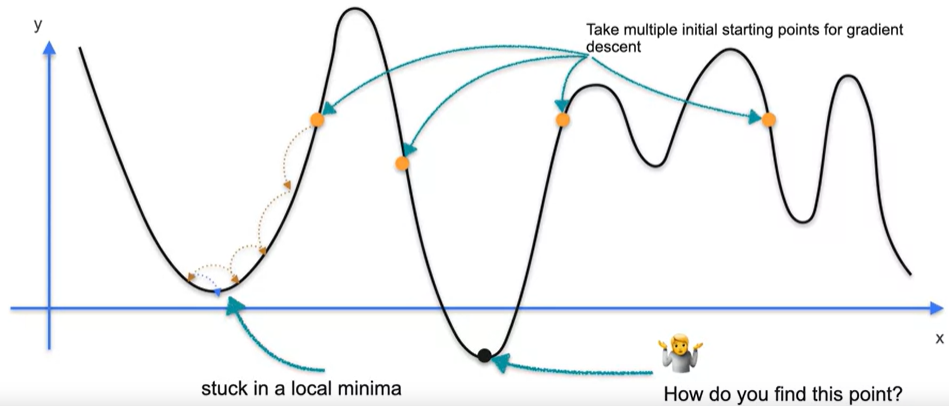 y
Take multiple initial starting points for gradient
descent
x
stuck in a local minima
How do you find this point?